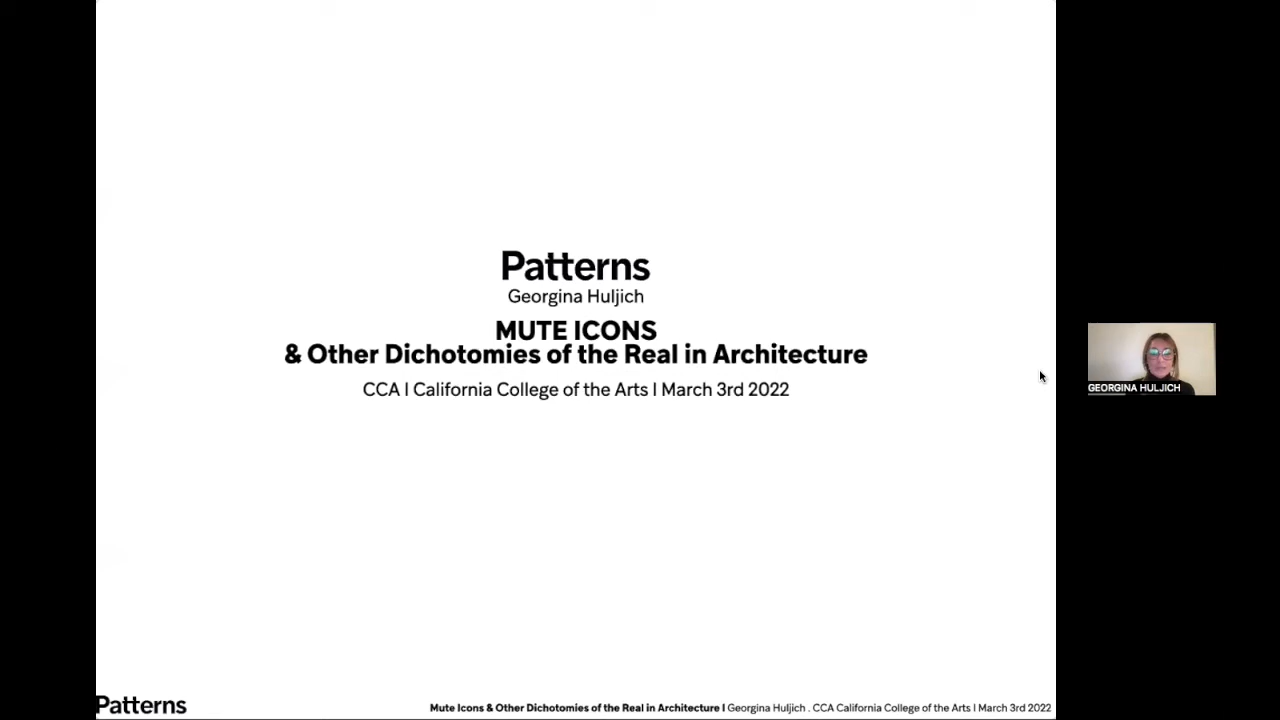 Patterns
Georgina Huljich
MUTE ICONS
& Other Dichotomies of the Real in Architecture
CCA I California College of the Arts I March 3rd 2022
GEORGINA HULJICH
Patterns
Mute Icons & Other Dichotomies of the Real in Architecture I Georgina Huljich . CCA California College of the Arts I March 3rd 2022